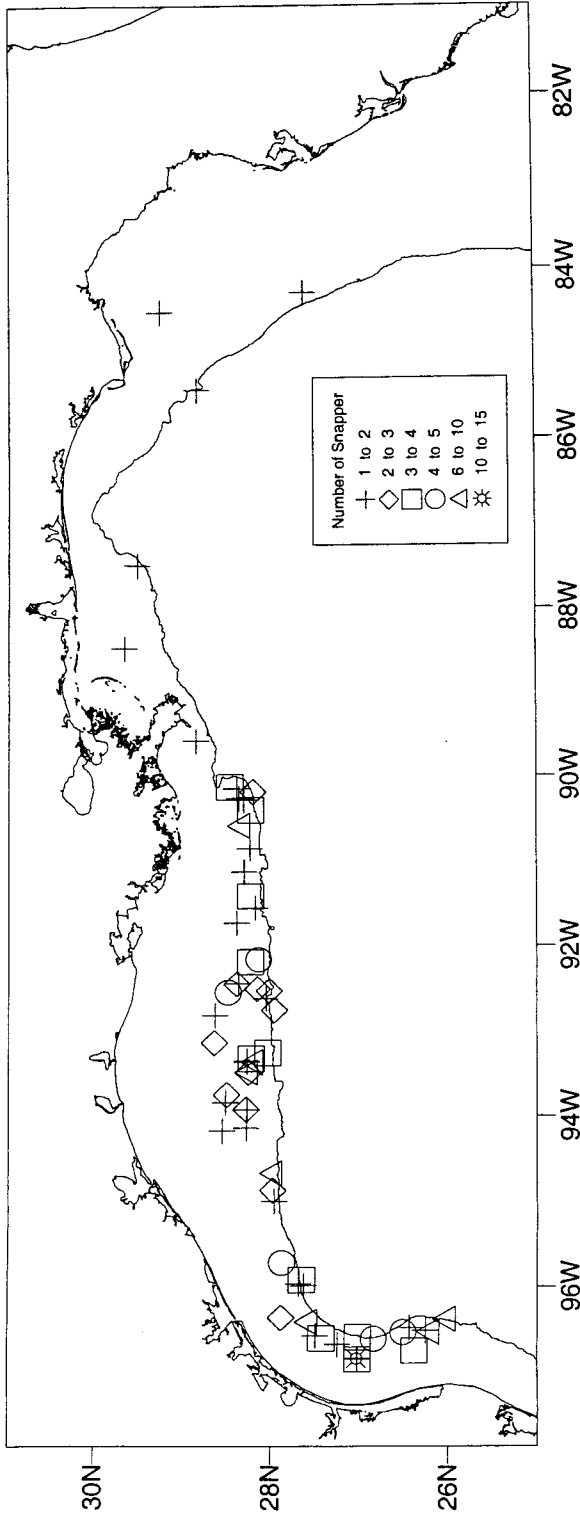 30N
28N
26N
96W
94W
92W
90W
88W
86W
84W
82W
Number of Snapper
1 to 2
2 to 3
3 to 4
4 to 5
6 to 10
10 to 15